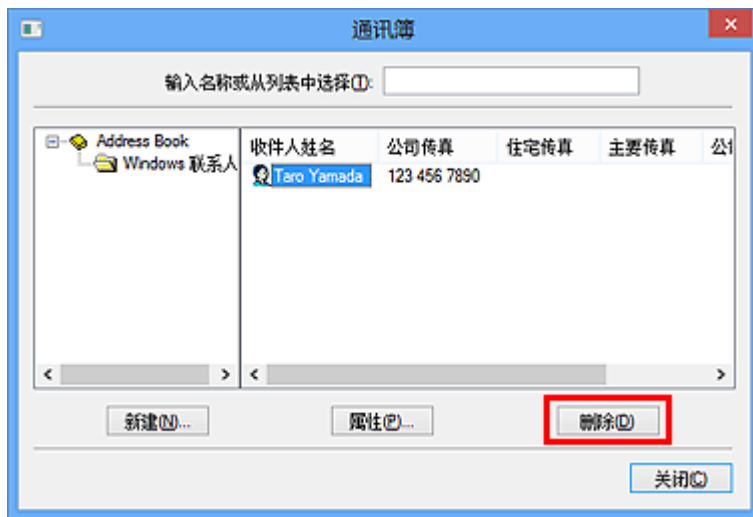 通讯簿
输入名称或从列表中选择(I):
Address Book
Windows 联系人
收件人姓名 公司传真 住宅传真 主要传真
Taro Yamada 123 456 7890
新建(N)... 属性(P)... 删除(D)
关闭(C)